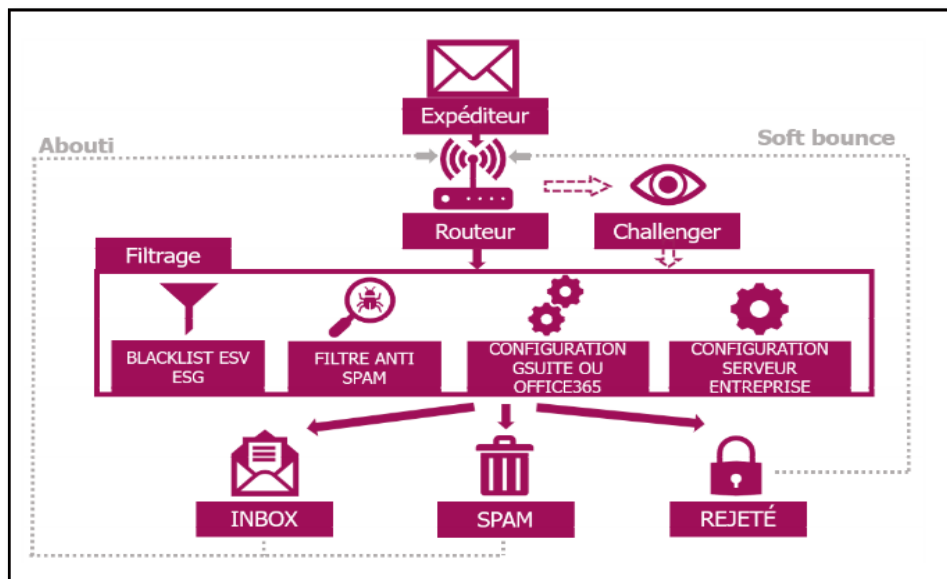 Expéditeur
Abouti
Soft bounce
Routeur
Challenger
Filtrage
BLACKLIST ESV
ESG
FILTRE ANTI
SPAM
CONFIGURATION
GSUITE OU
OFFICE365
CONFIGURATION
SERVEUR
ENTREPRISE
INBOX
SPAM
REJETÉ